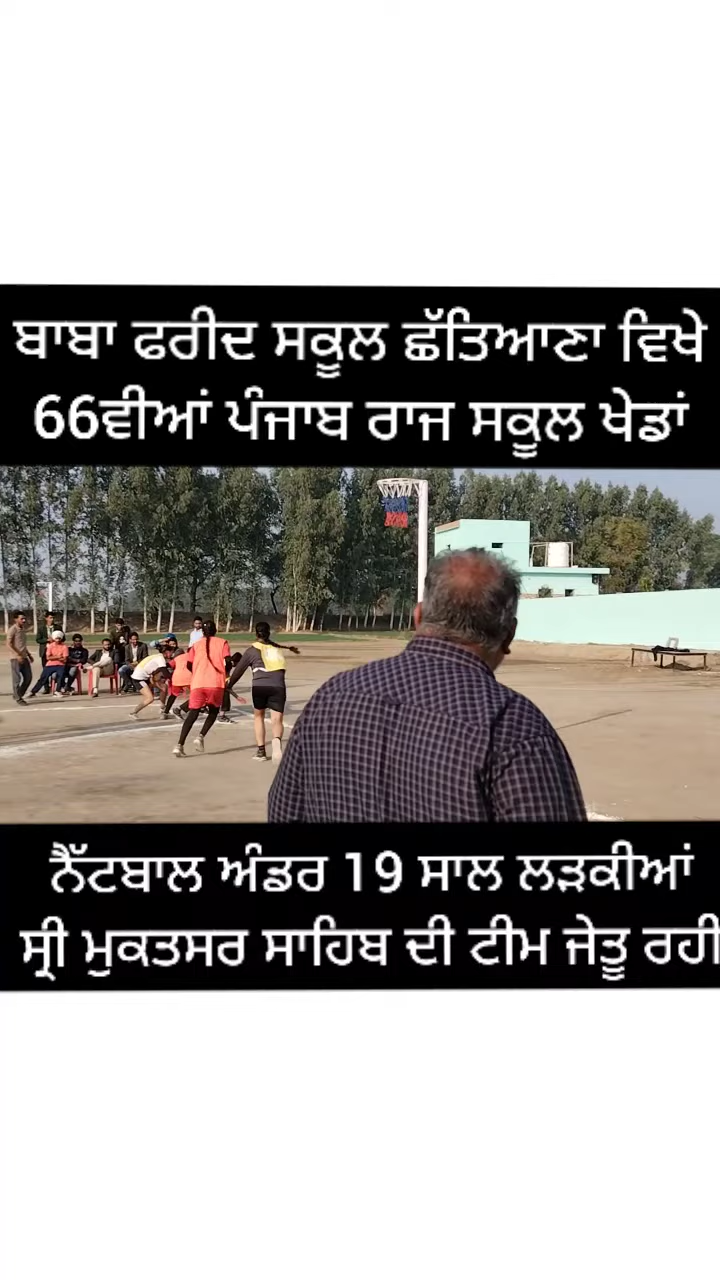 ਬਾਬਾ ਫਰੀਦ ਸਕੂਲ ਛੱਤਿਆਣਾ ਵਿਖੇ
66ਵੀਆਂ ਪੰਜਾਬ ਰਾਜ ਸਕੂਲ ਖੇਡਾਂ
ਨੈੱਟਬਾਲ ਅੰਡਰ 19 ਸਾਲ ਲੜਕੀਆਂ
ਸ੍ਰੀ ਮੁਕਤਸਰ ਸਾਹਿਬ ਦੀ ਟੀਮ ਜੇਤੂ ਰਹੀ